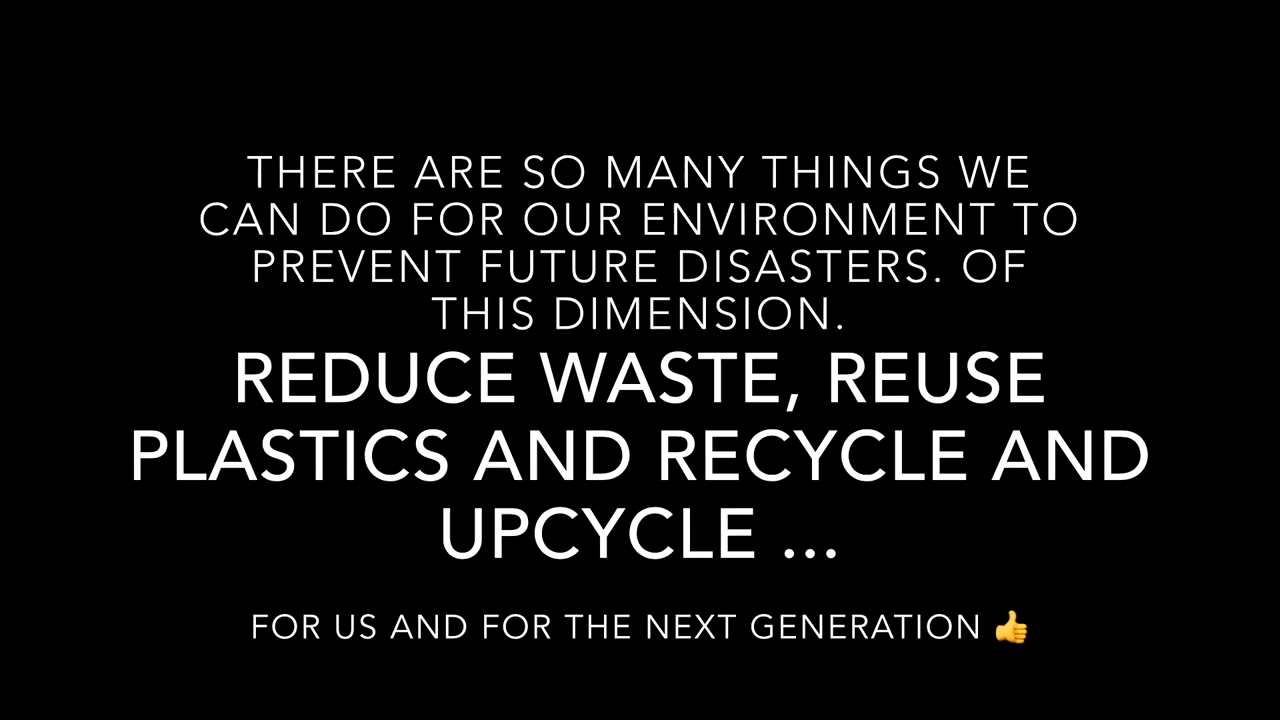 THERE ARE SO MANY THINGS WE
CAN DO FOR OUR ENVIRONMENT TO
PREVENT FUTURE DISASTERS. OF
THIS DIMENSION.
REDUCE WASTE, REUSE
PLASTICS AND RECYCLE AND
UPCYCLE ...
FOR US AND FOR THE NEXT GENERATION 👍